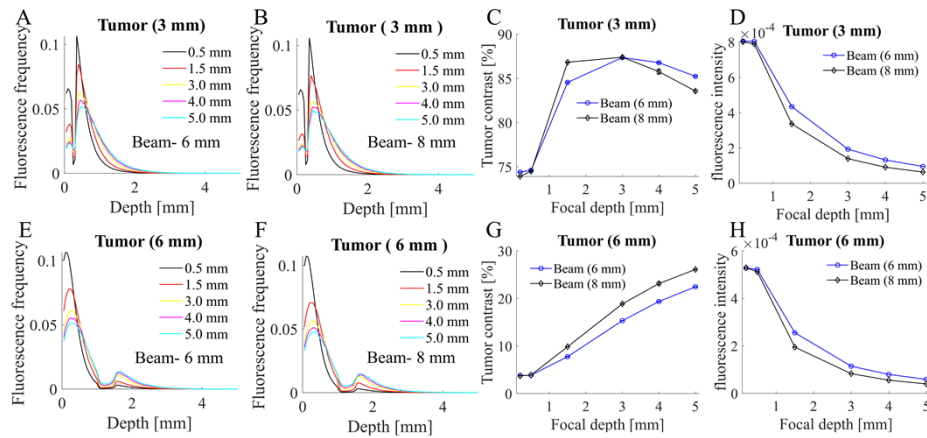 A
Tumor (3 mm)
Fluorescence frequency
0.1
0.05
0
0.5 mm
1.5 mm
3.0 mm
4.0 mm
5.0 mm
Beam- 6 mm
0 2 4
Depth [mm]
B
Tumor ( 3 mm)
Fluorescence frequency
0.1
0.05
0
0.5 mm
1.5 mm
3.0 mm
4.0 mm
5.0 mm
Beam- 8 mm
0 2 4
Depth [mm]
C
Tumor (3 mm)
Tumor contrast [%]
90
85
80
75
Beam (6 mm)
Beam (8 mm)
1 2 3 4 5
Focal depth [mm]
D
Tumor (3 mm)
×10-4
fluorescence intensity
8
6
4
2
0
Beam (6 mm)
Beam (8 mm)
1 2 3 4 5
Focal depth [mm]
E
Tumor (6 mm)
Fluorescence frequency
0.1
0.05
0
0.5 mm
1.5 mm
3.0 mm
4.0 mm
5.0 mm
Beam- 6 mm
0 2 4
Depth [mm]
F
Tumor ( 6 mm )
Fluorescence frequency
0.1
0.05
0
0.5 mm
1.5 mm
3.0 mm
4.0 mm
5.0 mm
Beam- 8 mm
0 2 4
Depth [mm]
G
Tumor (6 mm)
Tumor contrast [%]
30
20
10
0
Beam (6 mm)
Beam (8 mm)
1 2 3 4 5
Focal depth [mm]
H
Tumor (6 mm)
×10-4
fluorescence intensity
6
4
2
0
Beam (6 mm)
Beam (8 mm)
1 2 3 4 5
Focal depth [mm]